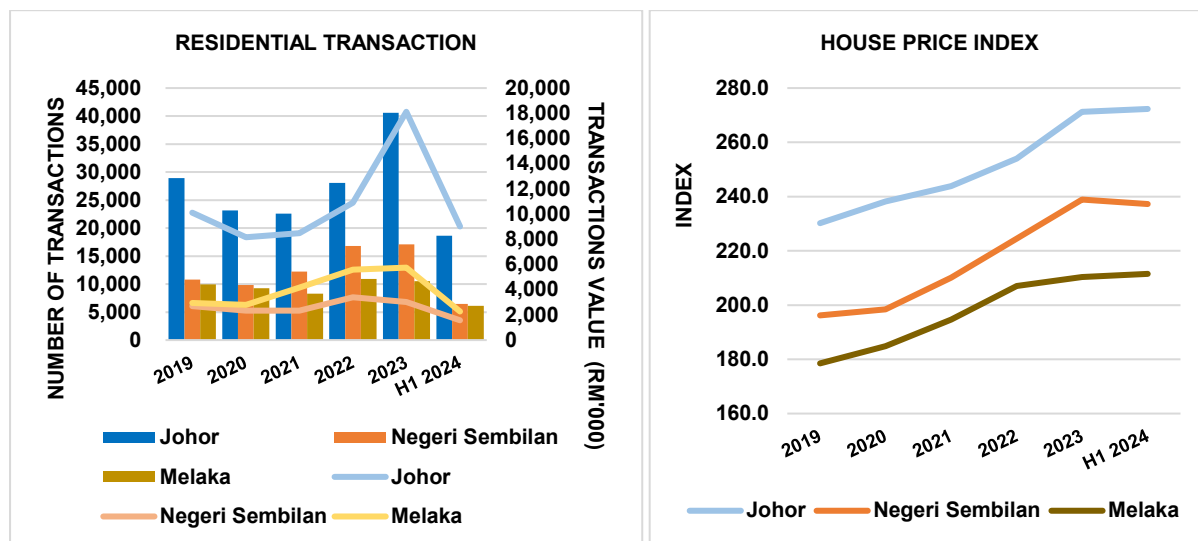 RESIDENTIAL TRANSACTION
NUMBER OF TRANSACTIONS
45,000
40,000
35,000
30,000
25,000
20,000
15,000
10,000
5,000
0
20,000
18,000
16,000
14,000
12,000
10,000
8,000
6,000
4,000
2,000
0
TRANSACTIONS VALUE (RM'000)
2019 2020 2021 2022 2023 H1 2024
Johor Negeri Sembilan
Melaka Johor
Negeri Sembilan Melaka
HOUSE PRICE INDEX
INDEX
280.0
260.0
240.0
220.0
200.0
180.0
160.0
2019 2020 2021 2022 2023 H1 2024
Johor Negeri Sembilan Melaka